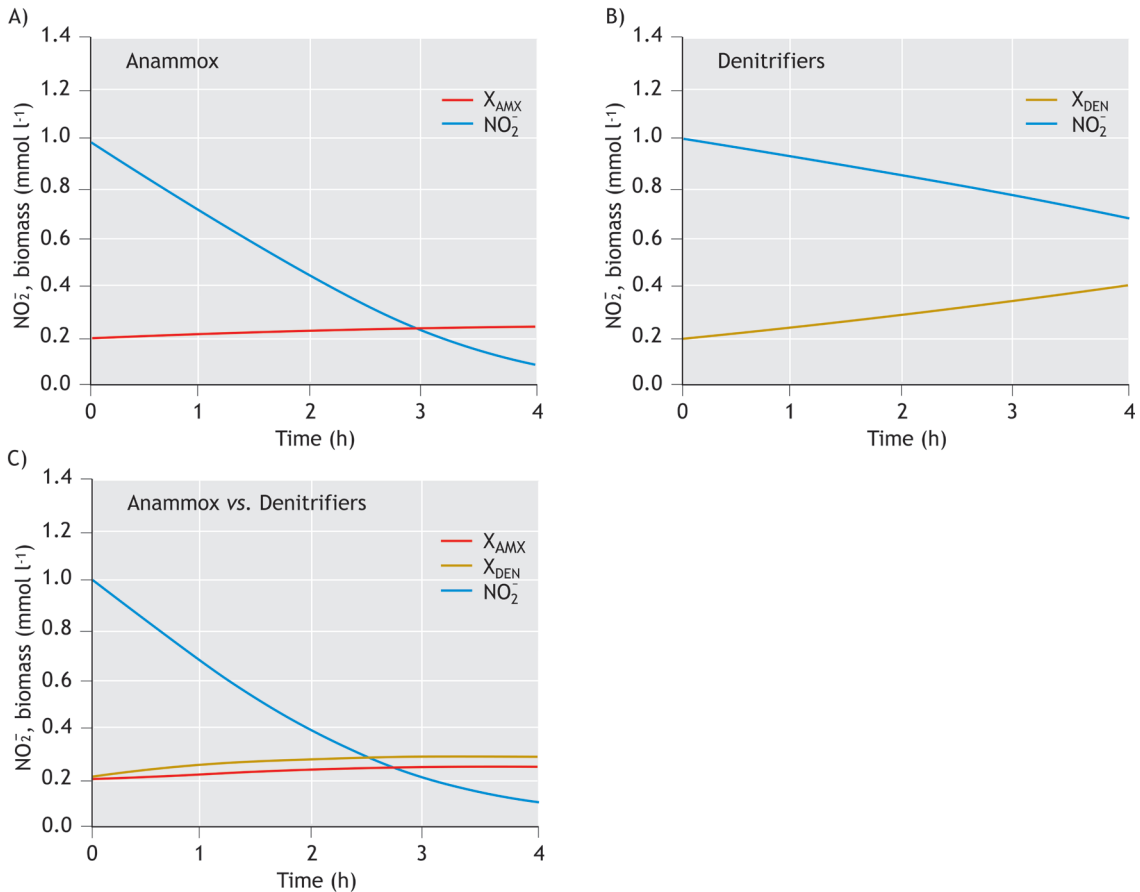 A)
Anammox
X_AMX
NO₂⁻
1.4
1.2
1.0
0.8
0.6
0.4
0.2
0.0
NO₂⁻, biomass (mmol l⁻¹)
0 1 2 3 4
Time (h)
B)
Denitrifiers
X_DEN
NO₂⁻
1.4
1.2
1.0
0.8
0.6
0.4
0.2
0.0
NO₂⁻, biomass (mmol l⁻¹)
0 1 2 3 4
Time (h)
C)
Anammox vs. Denitrifiers
X_AMX
X_DEN
NO₂⁻
1.4
1.2
1.0
0.8
0.6
0.4
0.2
0.0
NO₂⁻, biomass (mmol l⁻¹)
0 1 2 3 4
Time (h)